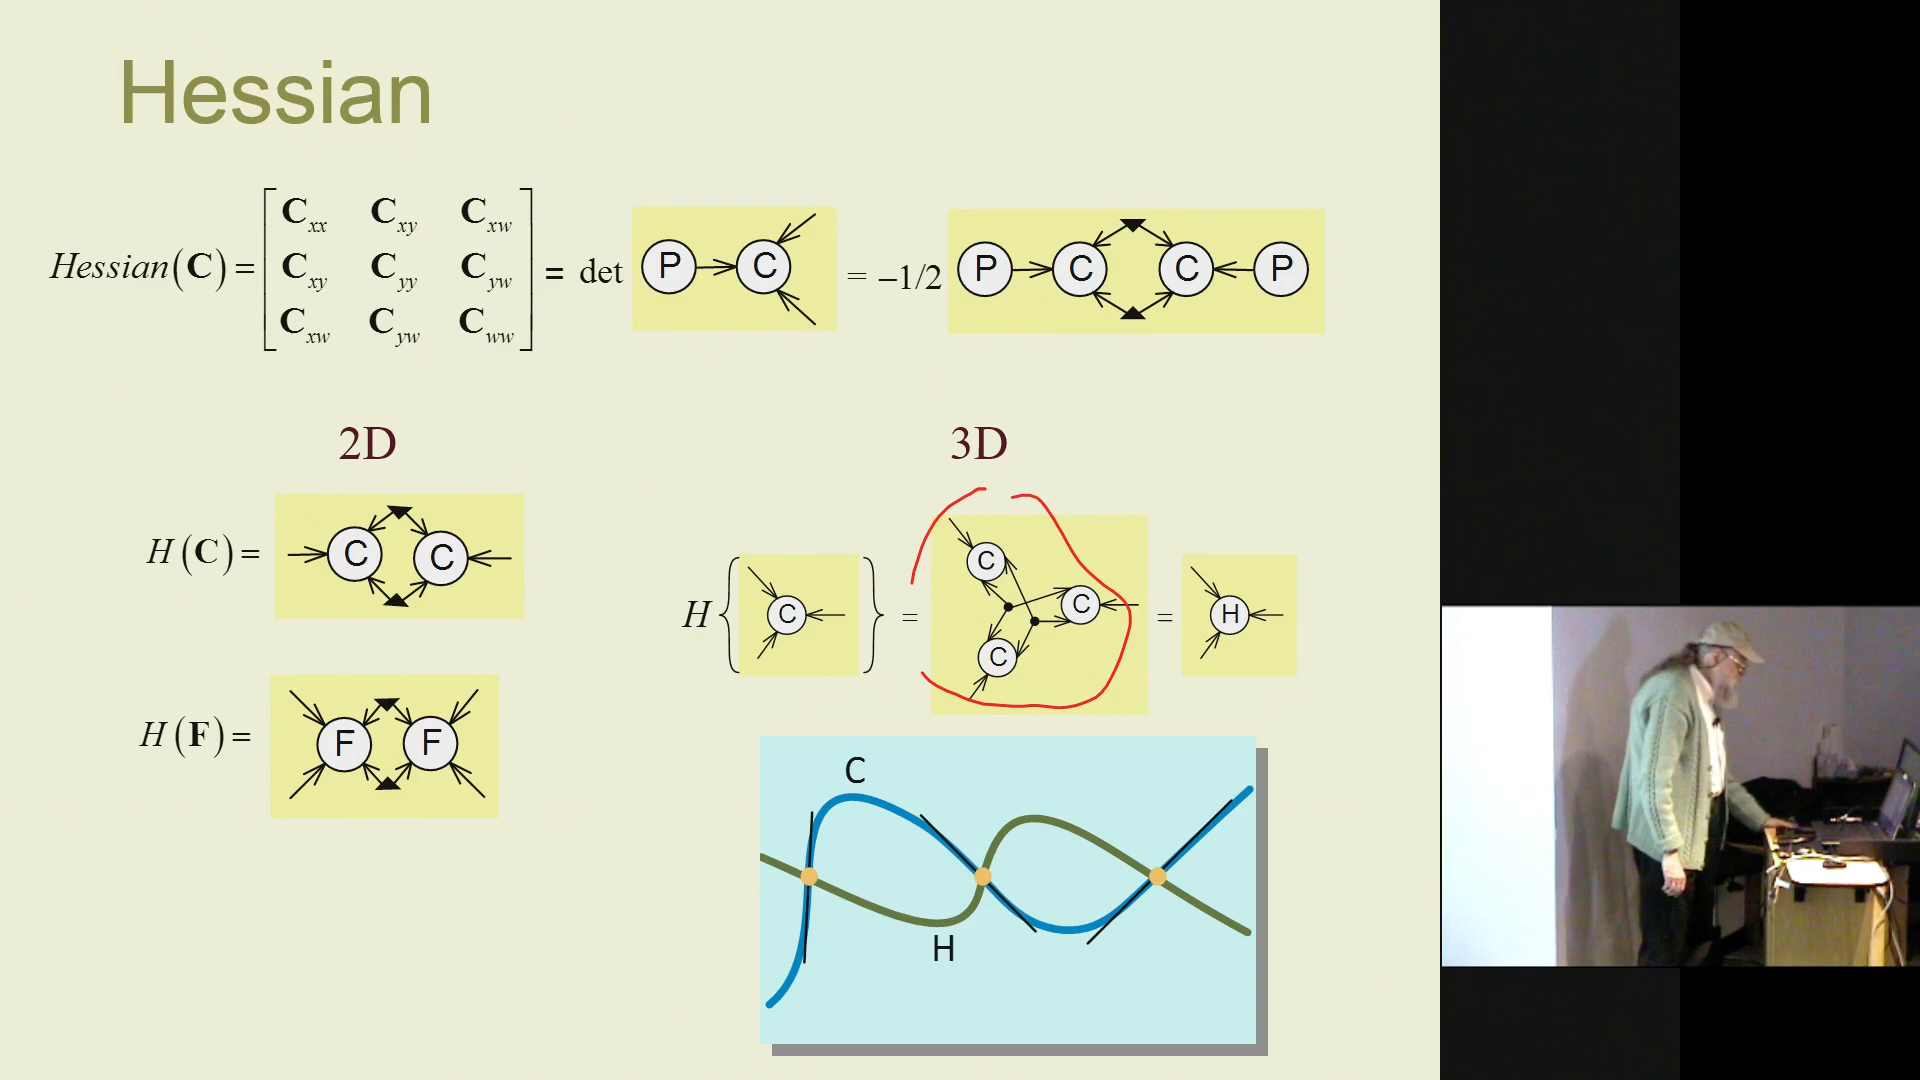 Hessian
Hessian(C) = [ C_xx C_xy C_xw
C_xy C_yy C_yw
C_xw C_yw C_ww ] = det P C = –1/2 P C C P
2D
3D
H(C) = C C
H { C } = C C C = H
H(F) = F F
C
H